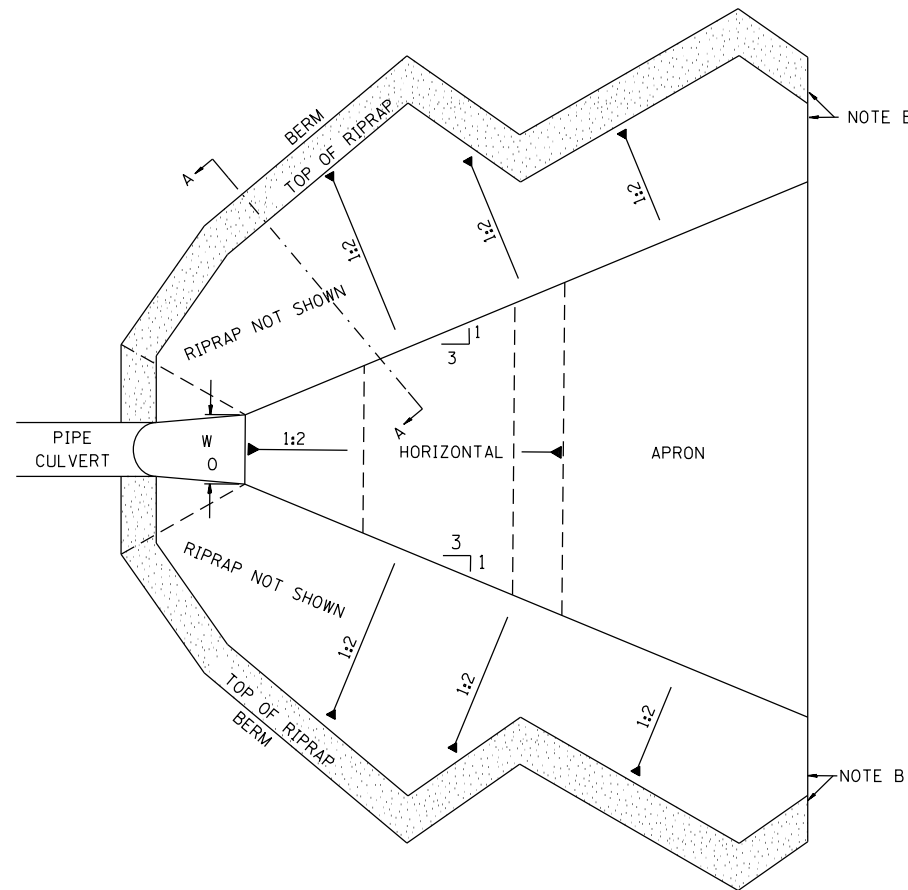 NOTE B
BERM
TOP OF RIPRAP
A
1:2
1:2
1:2
RIPRAP NOT SHOWN
1
3
A
PIPE
CULVERT
W
O
1:2
HORIZONTAL
APRON
3
1
RIPRAP NOT SHOWN
1:2
1:2
1:2
TOP OF RIPRAP
BERM
NOTE B